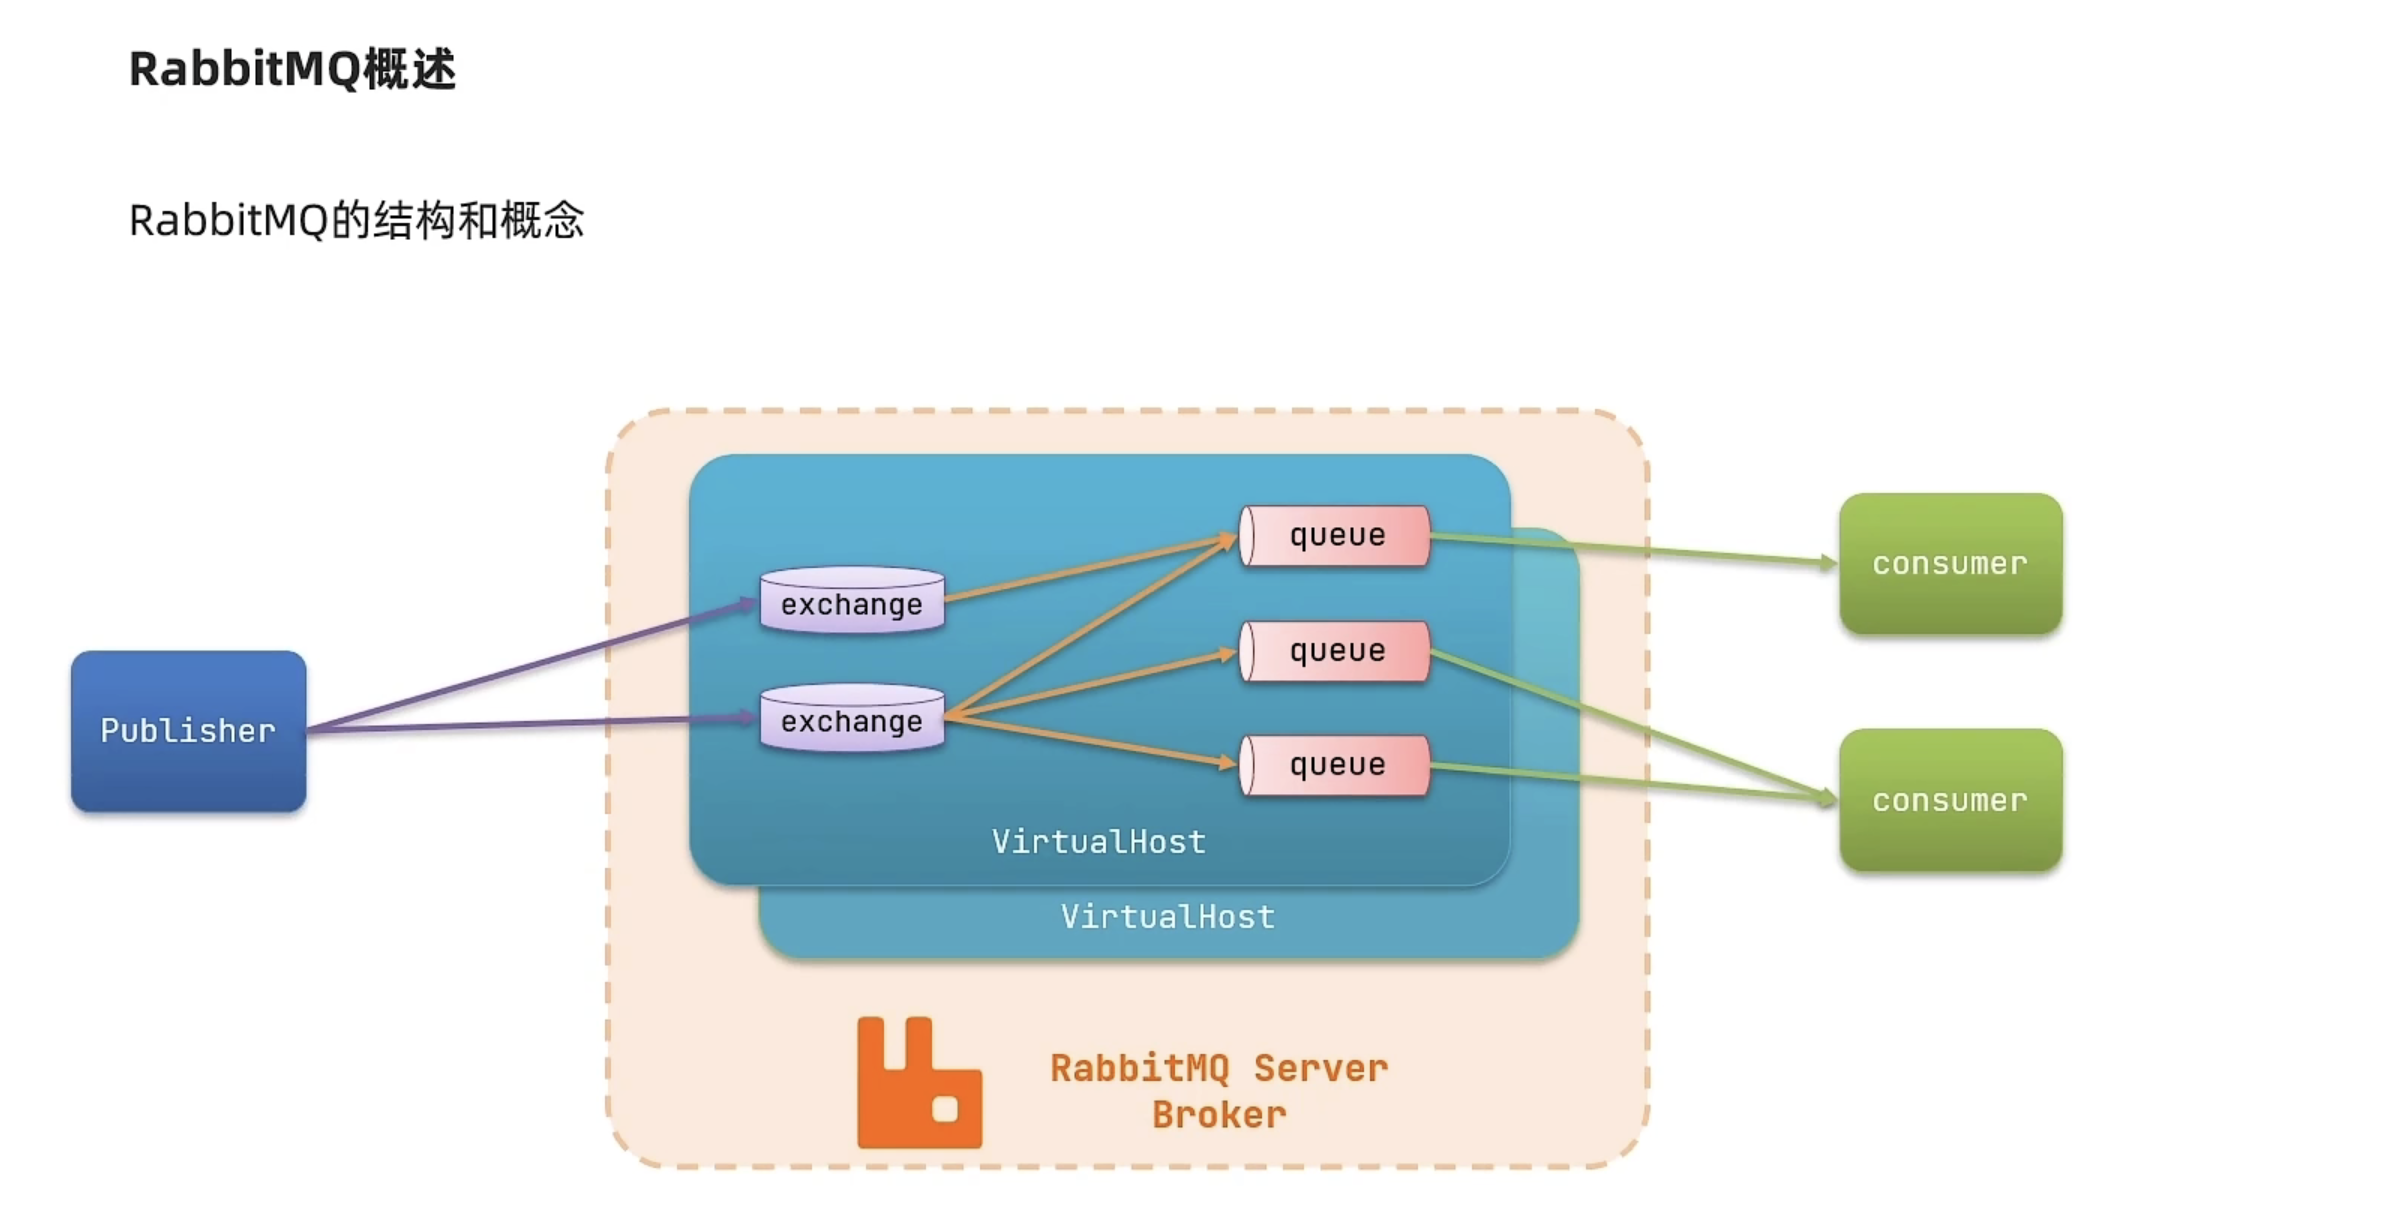 RabbitMQ概述
RabbitMQ的结构和概念
Publisher
exchange
exchange
queue
queue
queue
VirtualHost
VirtualHost
RabbitMQ Server
Broker
consumer
consumer